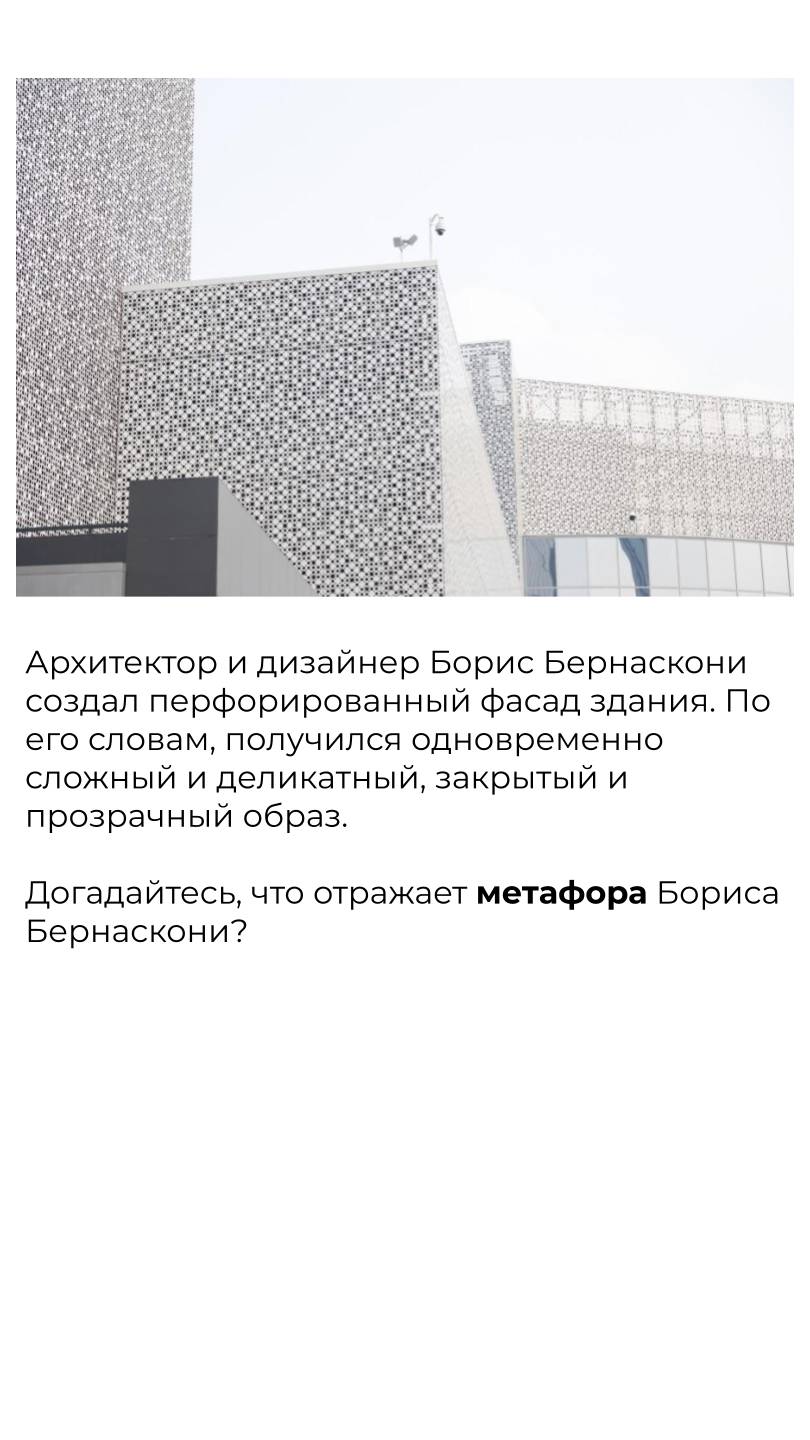 Архитектор и дизайнер Борис Бернаскони
создал перфорированный фасад здания. По
его словам, получился одновременно
сложный и деликатный, закрытый и
прозрачный образ.
Догадайтесь, что отражает метафора Бориса
Бернаскони?